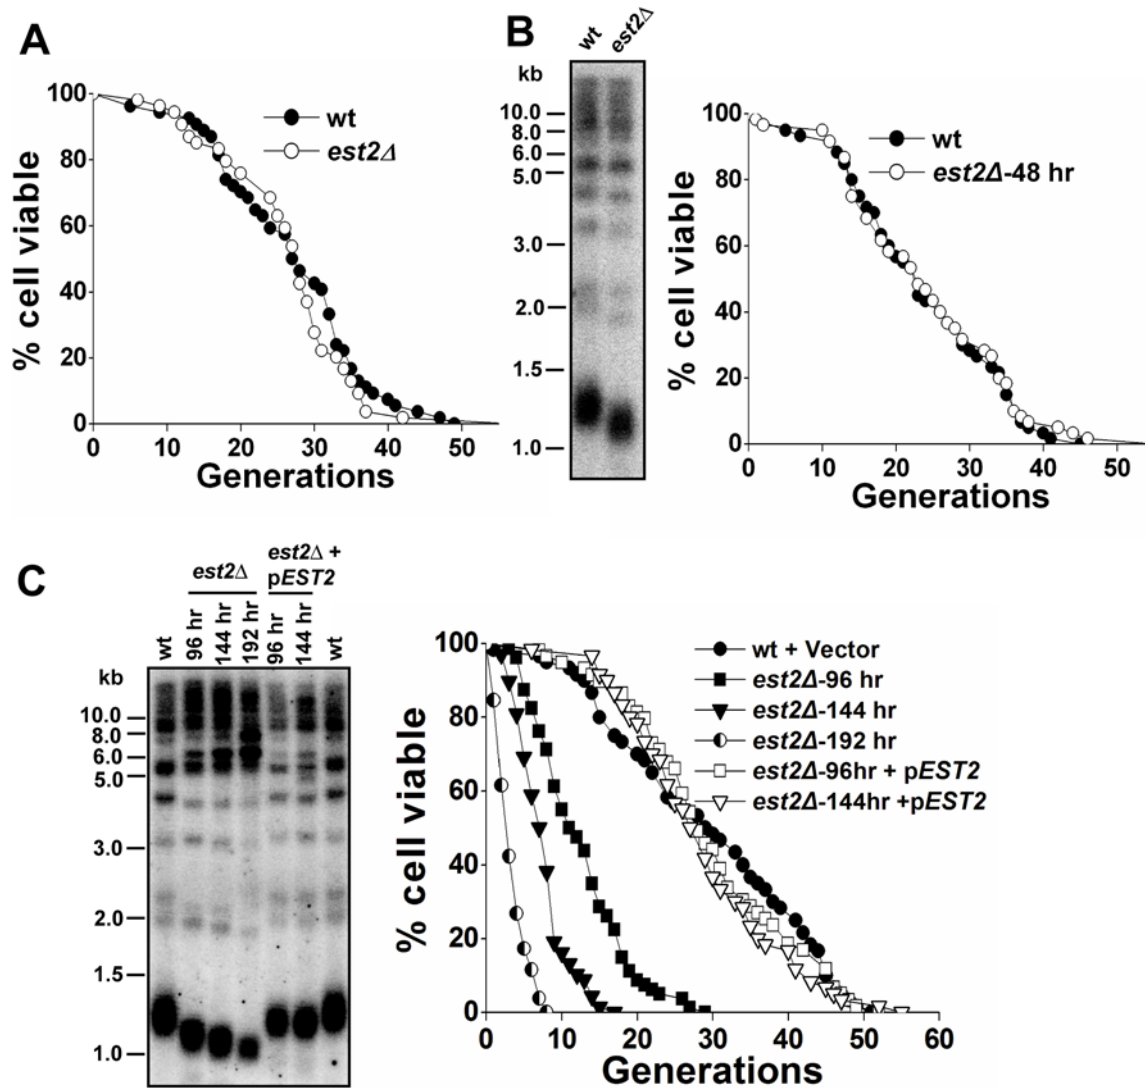 A
100
80
60
40
20
0
% cell viable
wt
est2Δ
0 10 20 30 40 50
Generations
B
wt est2Δ
kb
10.0
8.0
6.0
5.0
3.0
2.0
1.5
1.0
100
80
60
40
20
0
% cell viable
wt
est2Δ-48 hr
0 10 20 30 40 50
Generations
C
est2Δ
est2Δ +
pEST2
wt 96 hr 144 hr 192 hr 96 hr 144 hr wt
kb
10.0
8.0
6.0
5.0
3.0
2.0
1.5
1.0
100
80
60
40
20
0
% cell viable
wt + Vector
est2Δ-96 hr
est2Δ-144 hr
est2Δ-192 hr
est2Δ-96hr + pEST2
est2Δ-144hr +pEST2
0 10 20 30 40 50 60
Generations